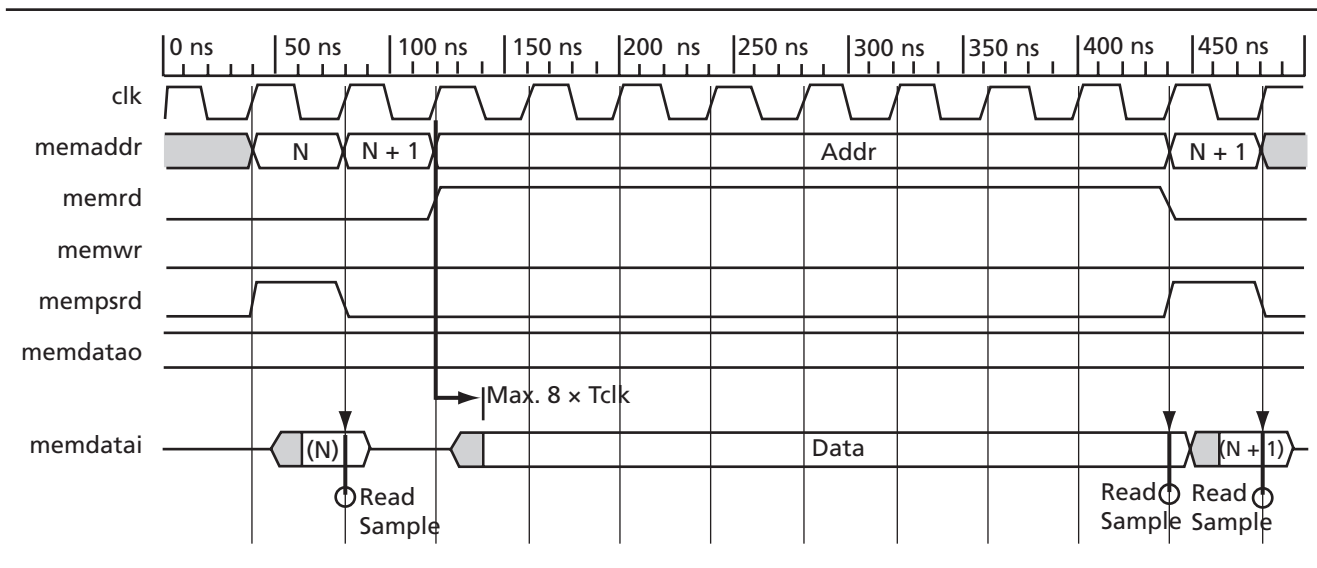 0 ns 50 ns 100 ns 150 ns 200 ns 250 ns 300 ns 350 ns 400 ns 450 ns
clk
memaddr N N + 1 Addr N + 1
memrd
memwr
mempsrd
memdatao
Max. 8 × Tclk
memdatai (N) Data (N + 1)
Read Sample
Read Sample
Read Sample